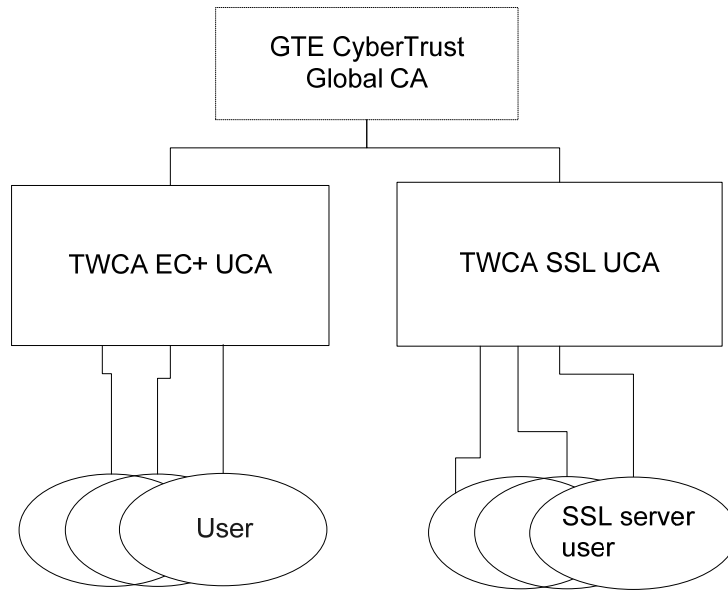 GTE CyberTrust
Global CA
TWCA EC+ UCA
TWCA SSL UCA
User
SSL server
user